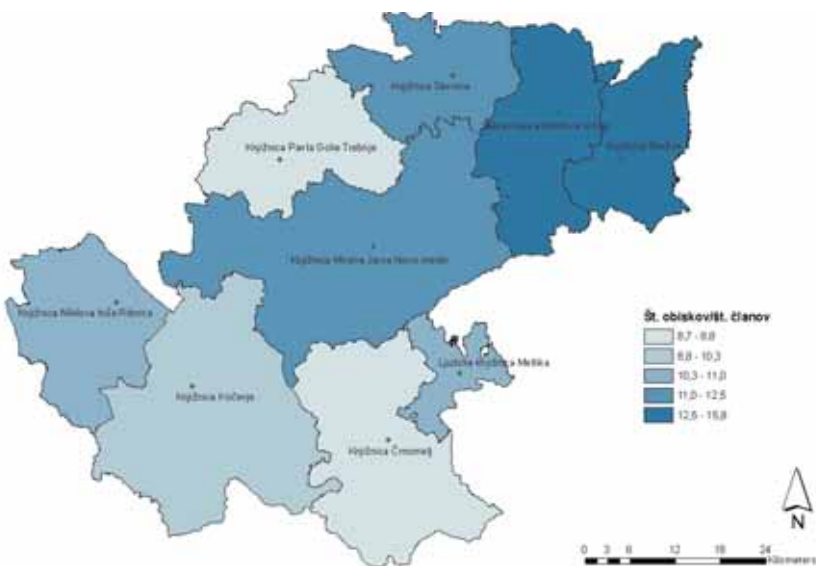 Knjižnica Sevnica
Knjižnica Brežice
Knjižnica Pavla Golie Trebnje
Knjižnica Mirana Jarca Novo mesto
Knjižnica Miklova hiša Ribnica
Ljudska knjižnica Metlika
Knjižnica Kočevje
Knjižnica Črnomelj
Št. obiskov/št. članov
8,7 - 8,8
8,8 - 10,3
10,3 - 11,0
11,0 - 12,5
12,5 - 15,8
N
0 3 6 12 18 24
Kilometers